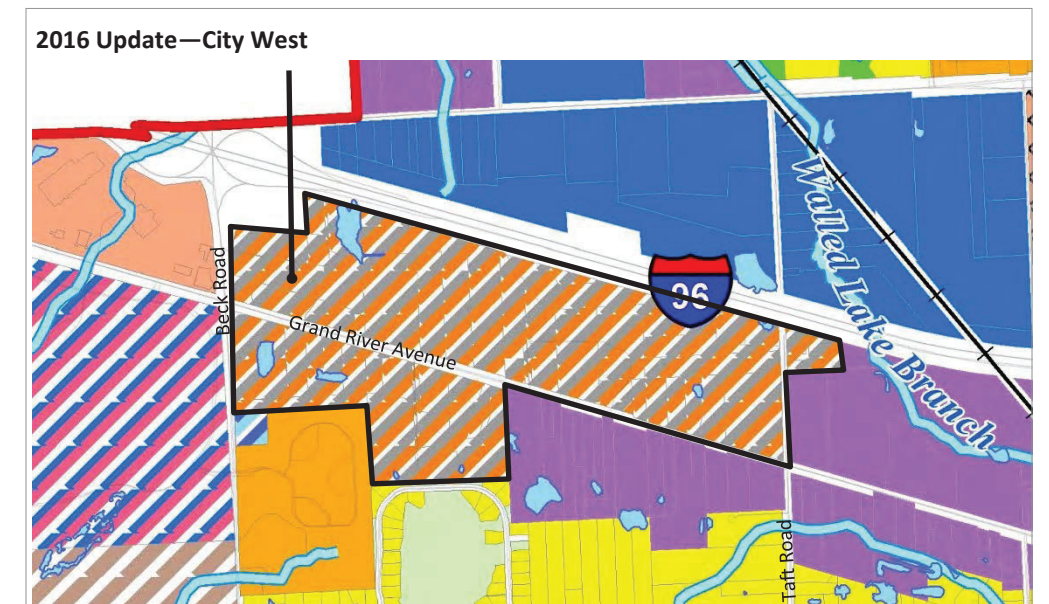 2016 Update—City West
Beck Road
Grand River Avenue
96
Walled Lake Branch
Taft Road